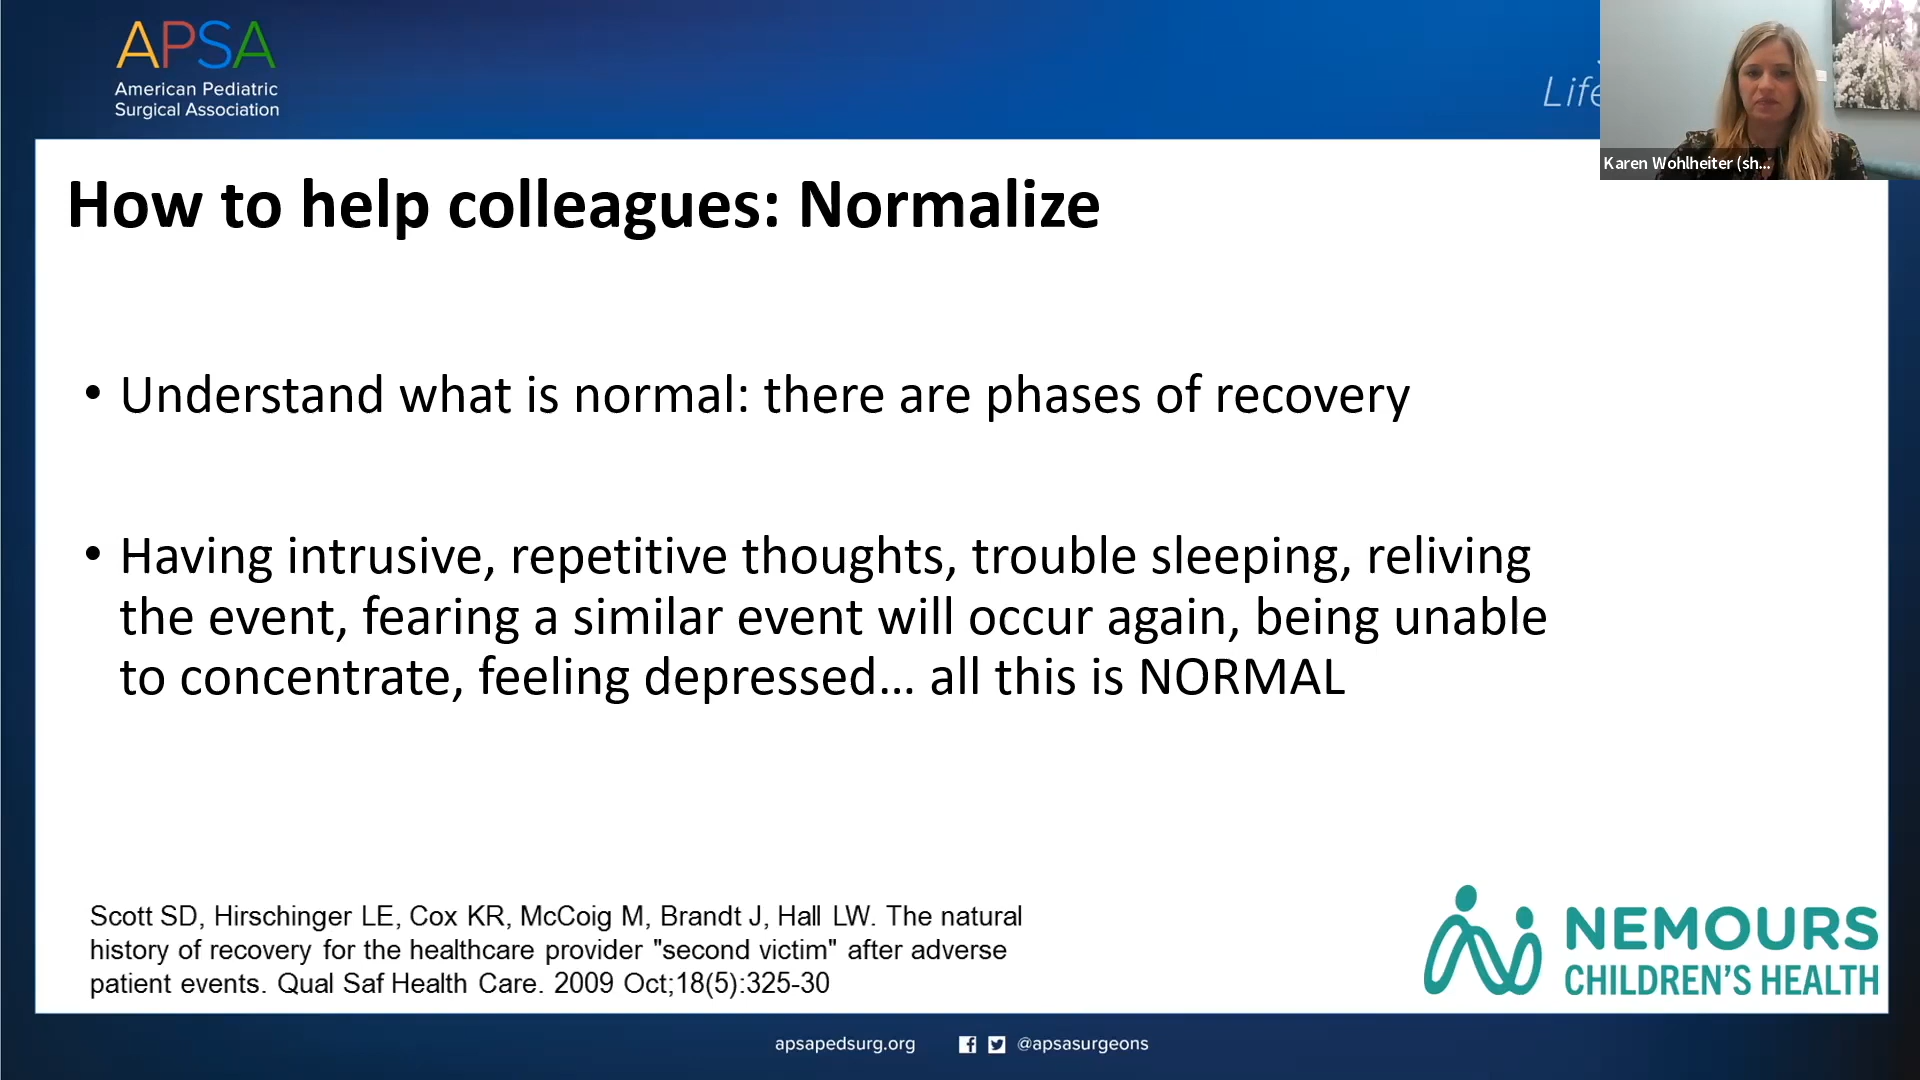 APSA
American Pediatric
Surgical Association
Life
Karen Wohlheiter (sh...
How to help colleagues: Normalize
• Understand what is normal: there are phases of recovery
• Having intrusive, repetitive thoughts, trouble sleeping, reliving
the event, fearing a similar event will occur again, being unable
to concentrate, feeling depressed... all this is NORMAL
Scott SD, Hirschinger LE, Cox KR, McCoig M, Brandt J, Hall LW. The natural
history of recovery for the healthcare provider "second victim" after adverse
patient events. Qual Saf Health Care. 2009 Oct;18(5):325-30
NEMOURS
CHILDREN'S HEALTH
apsapedsurg.org
@apsasurgeons